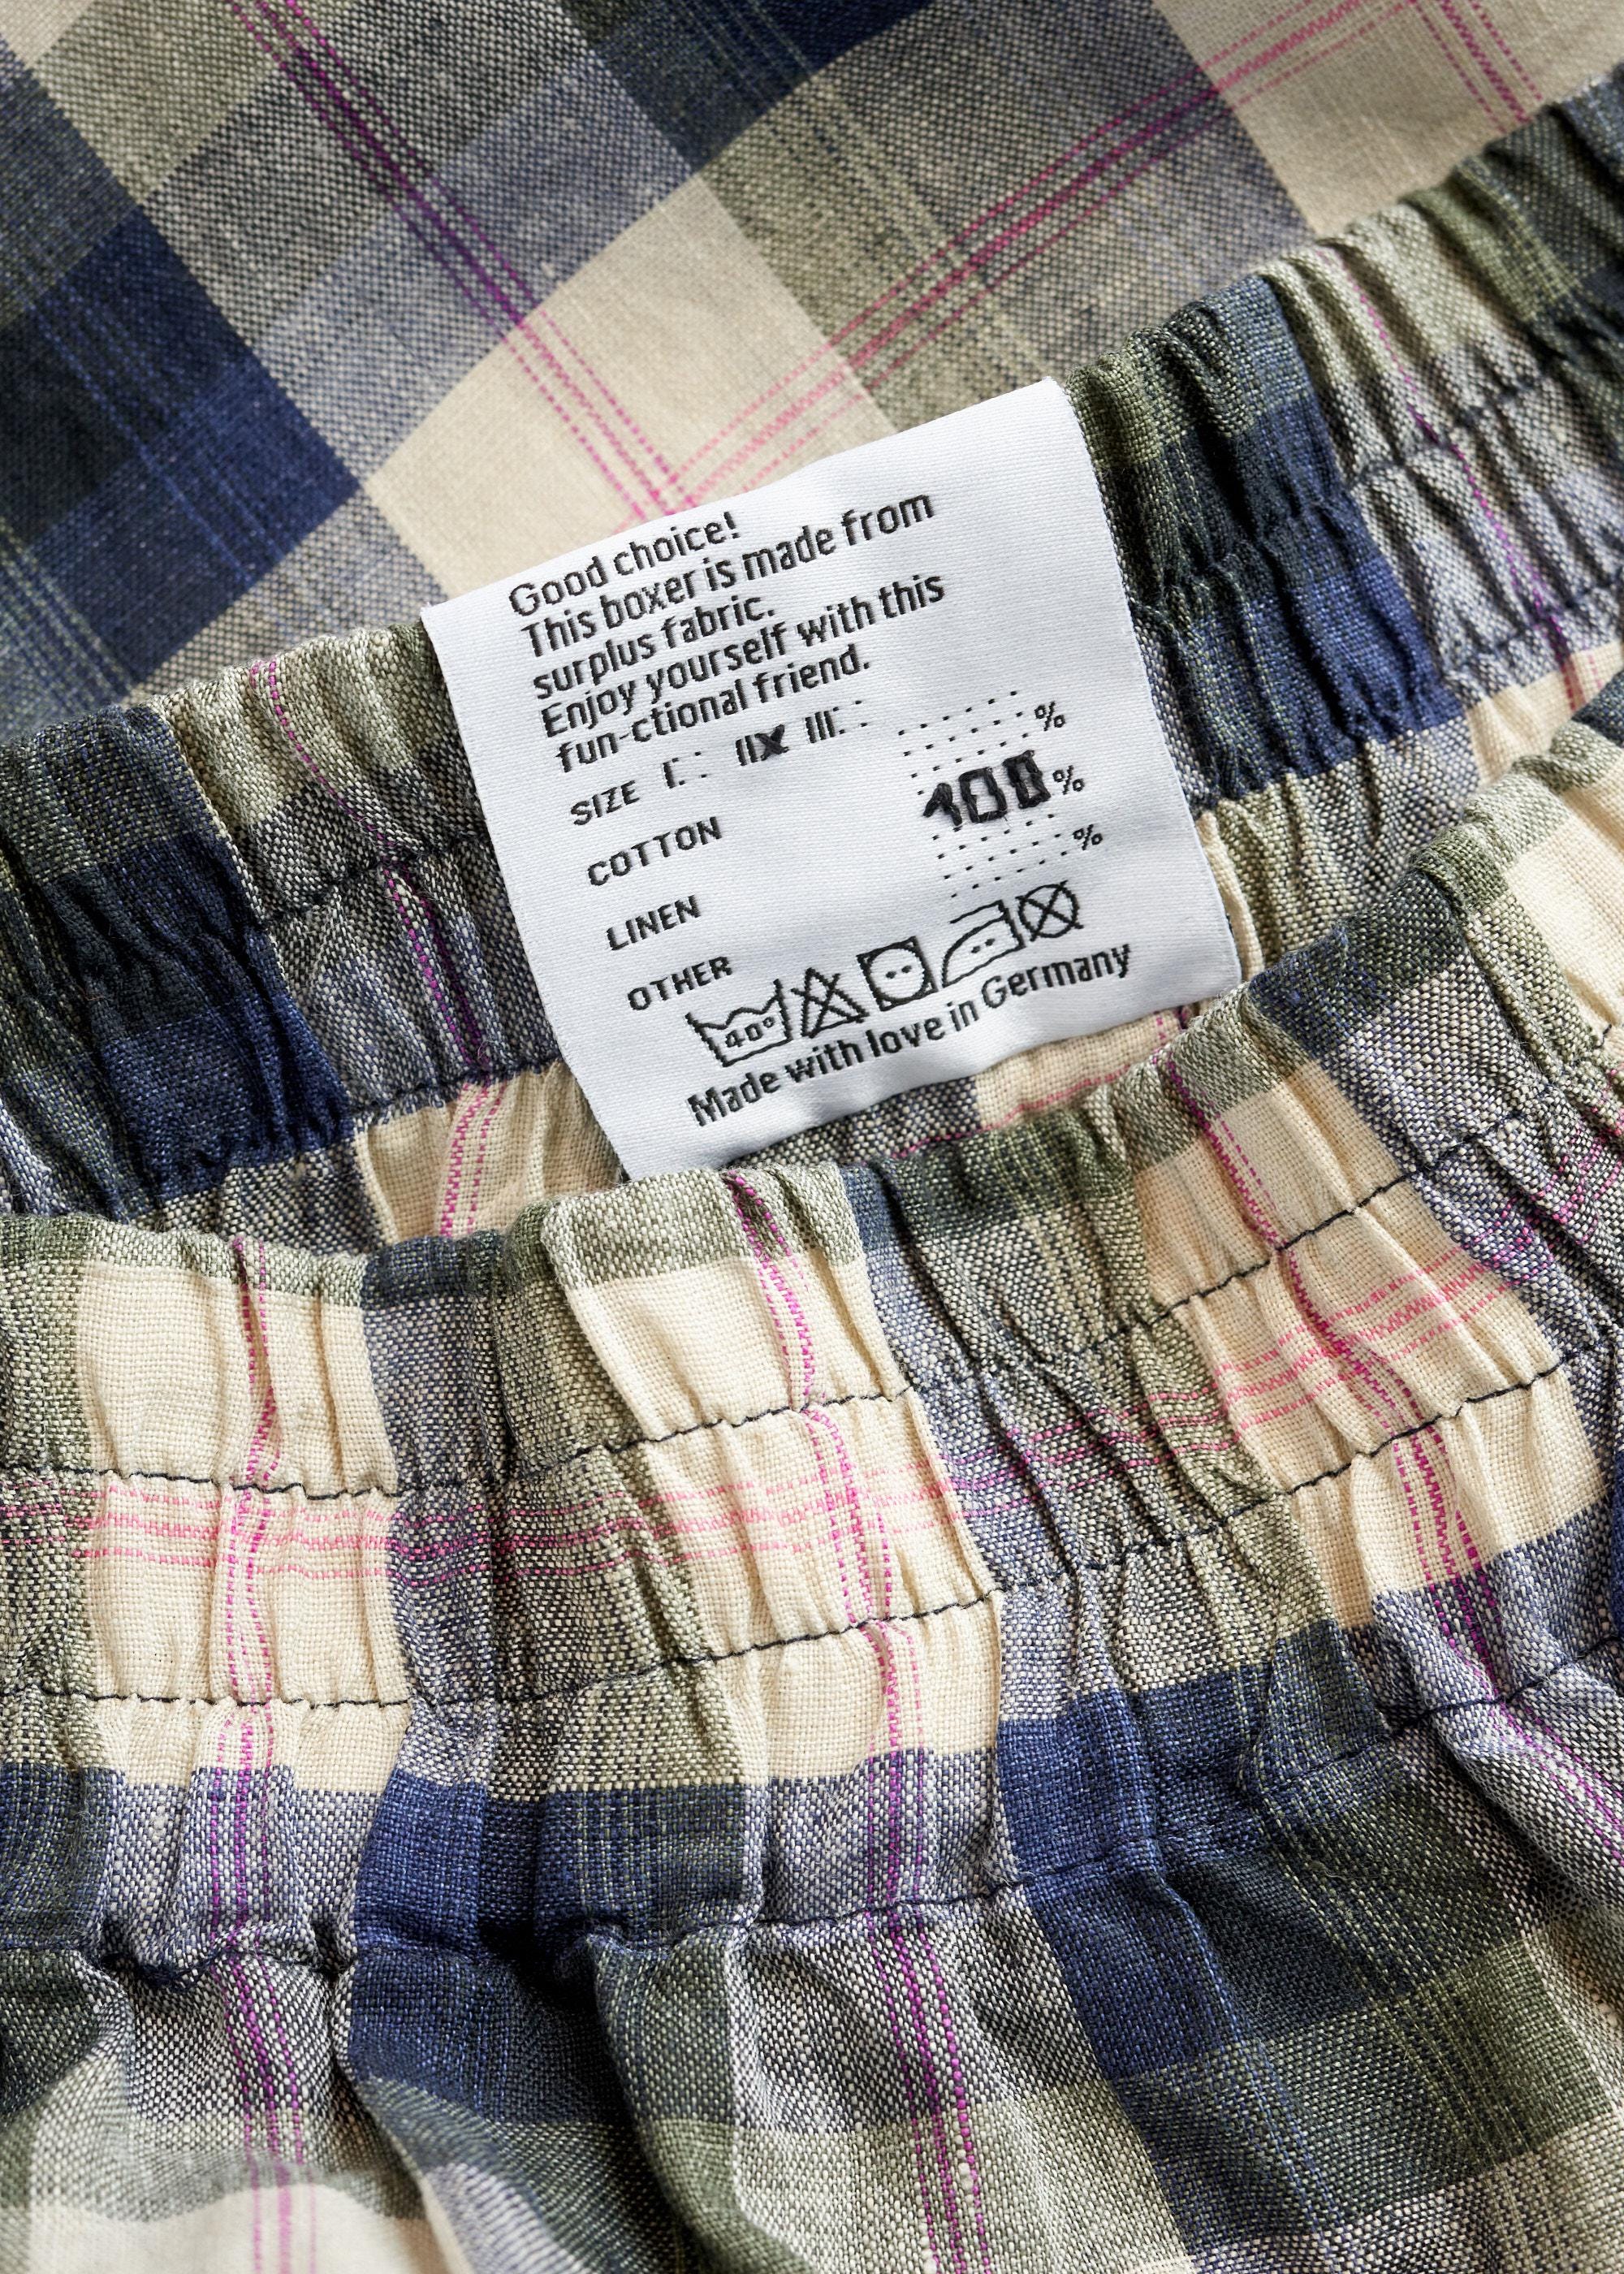 Good choice!
This boxer is made from
surplus fabric.
Enjoy yourself with this
fun-ctional friend.
SIZE I: II X III:
COTTON %
LINEN 100 %
OTHER %
40°
Made with love in Germany